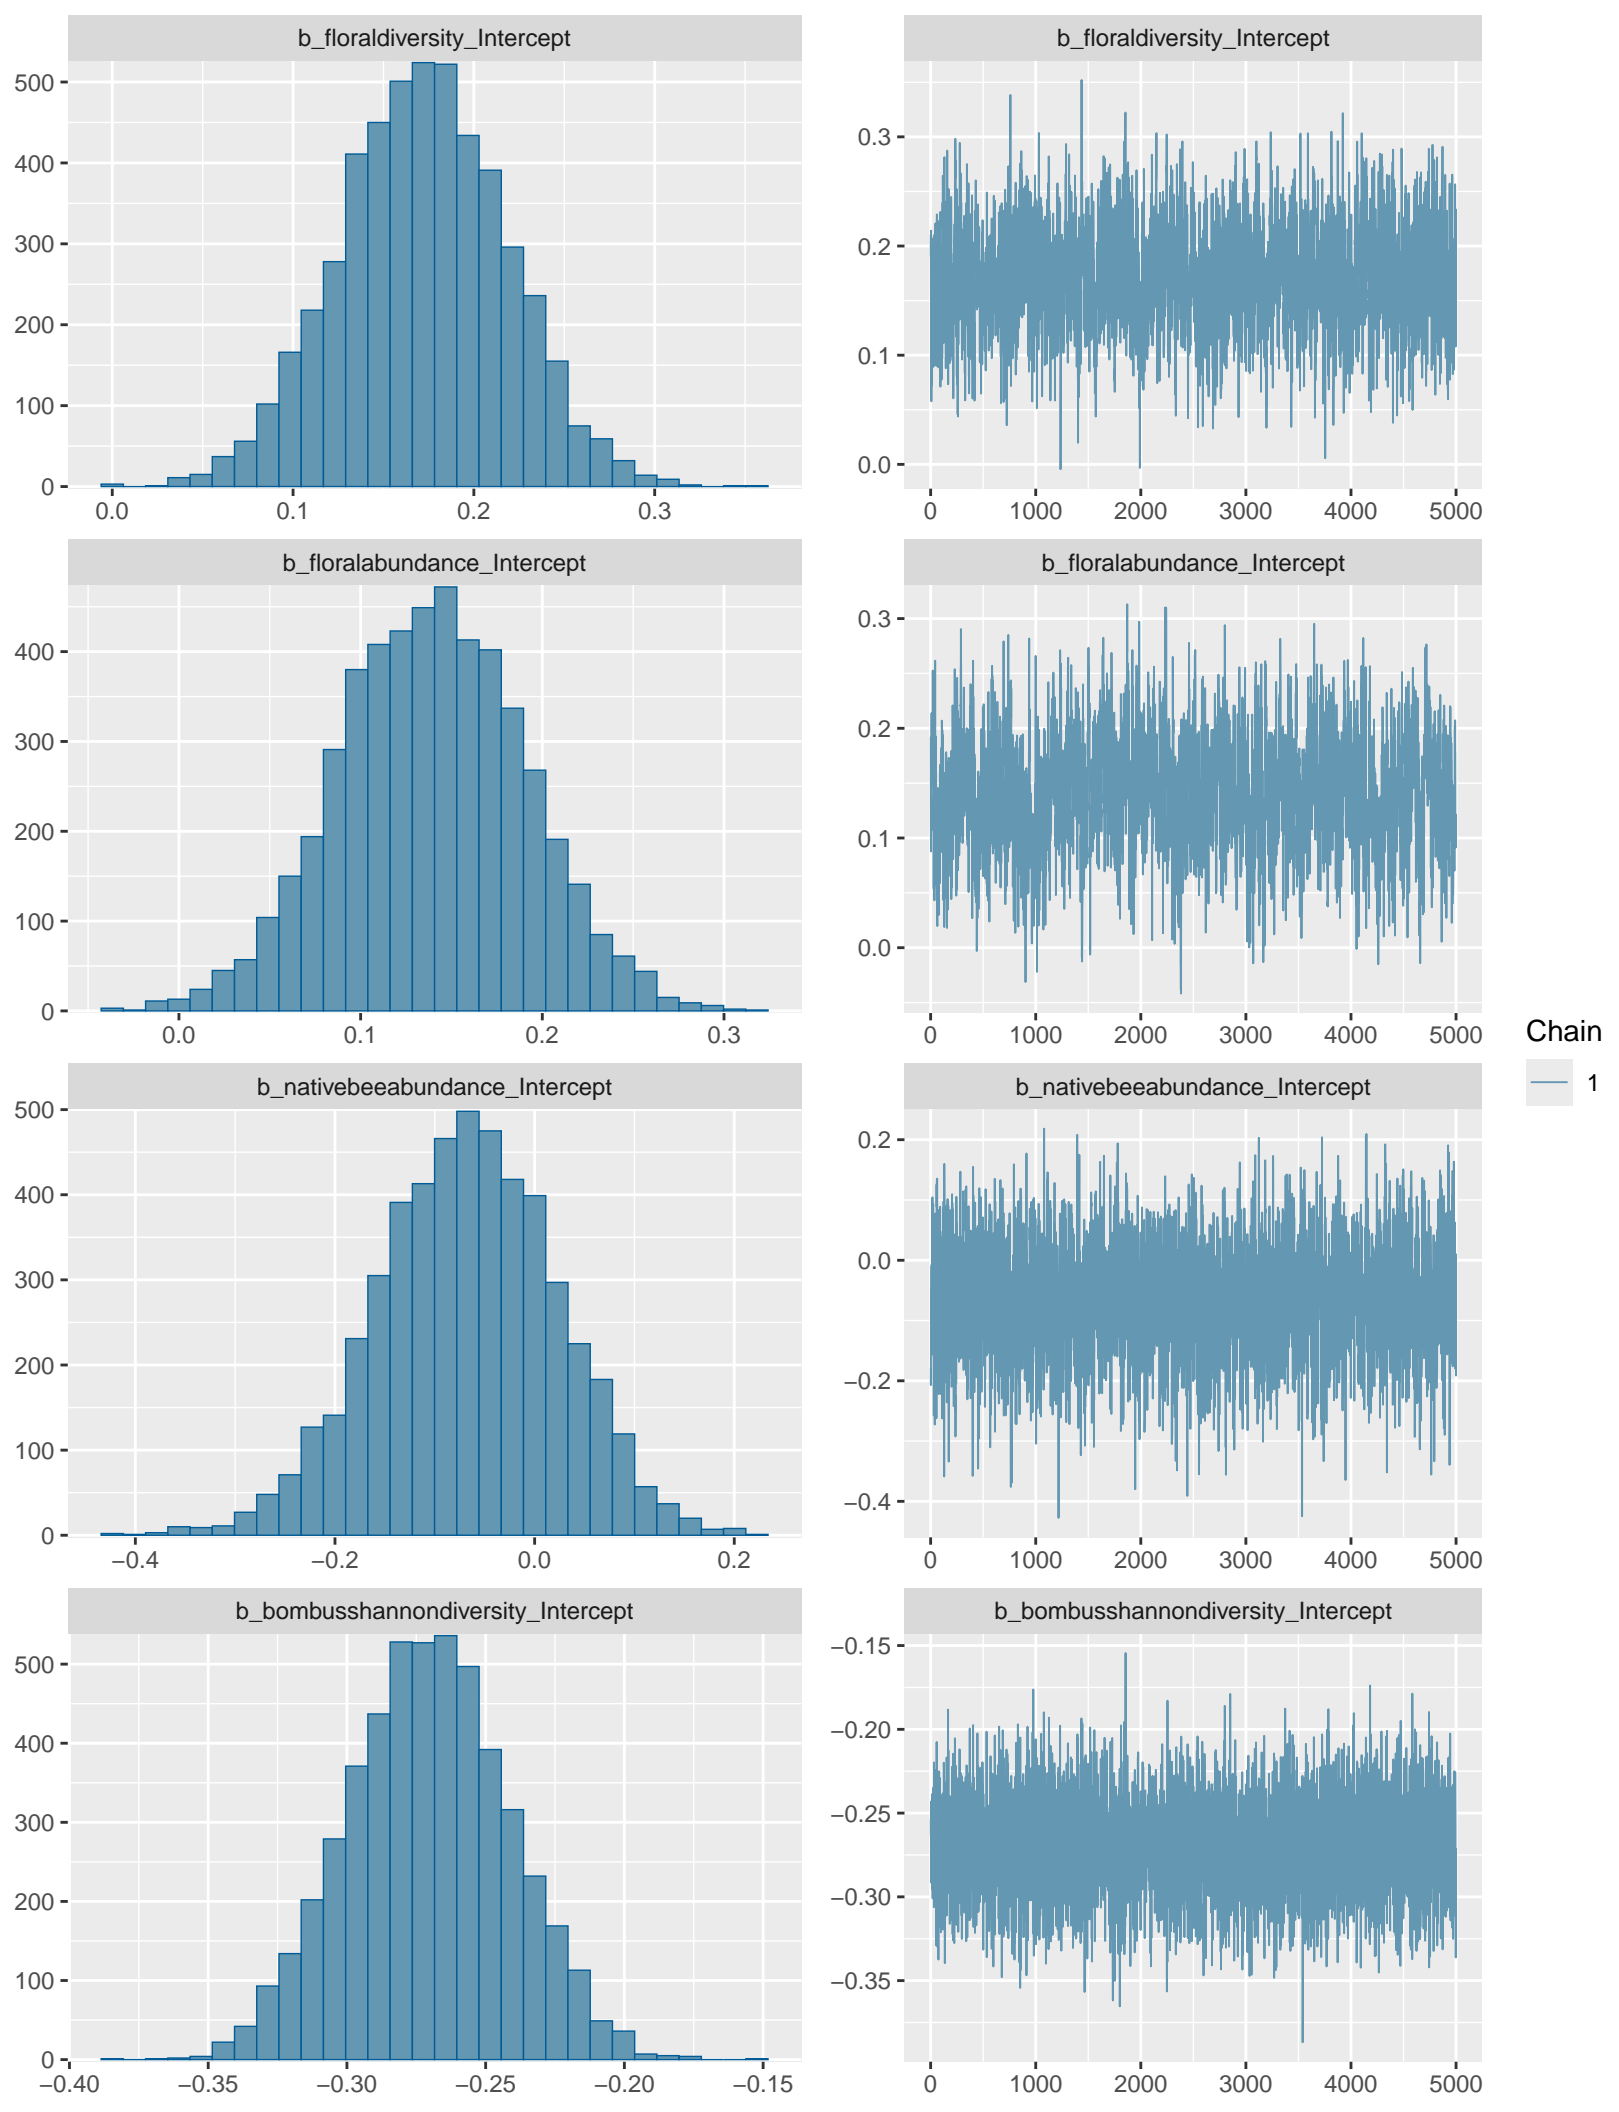 b_floraldiversity_Intercept
0
100
200
300
400
500
0.0 0.1 0.2 0.3
b_floraldiversity_Intercept
0.0
0.1
0.2
0.3
0 1000 2000 3000 4000 5000
b_floralabundance_Intercept
0
100
200
300
400
0.0 0.1 0.2 0.3
b_floralabundance_Intercept
0.0
0.1
0.2
0.3
0 1000 2000 3000 4000 5000
b_nativebeeabundance_Intercept
0
100
200
300
400
500
−0.4 −0.2 0.0 0.2
b_nativebeeabundance_Intercept
−0.4
−0.2
0.0
0.2
0 1000 2000 3000 4000 5000
b_bombusshannondiversity_Intercept
0
100
200
300
400
500
−0.40 −0.35 −0.30 −0.25 −0.20 −0.15
b_bombusshannondiversity_Intercept
−0.35
−0.30
−0.25
−0.20
−0.15
0 1000 2000 3000 4000 5000
Chain
1